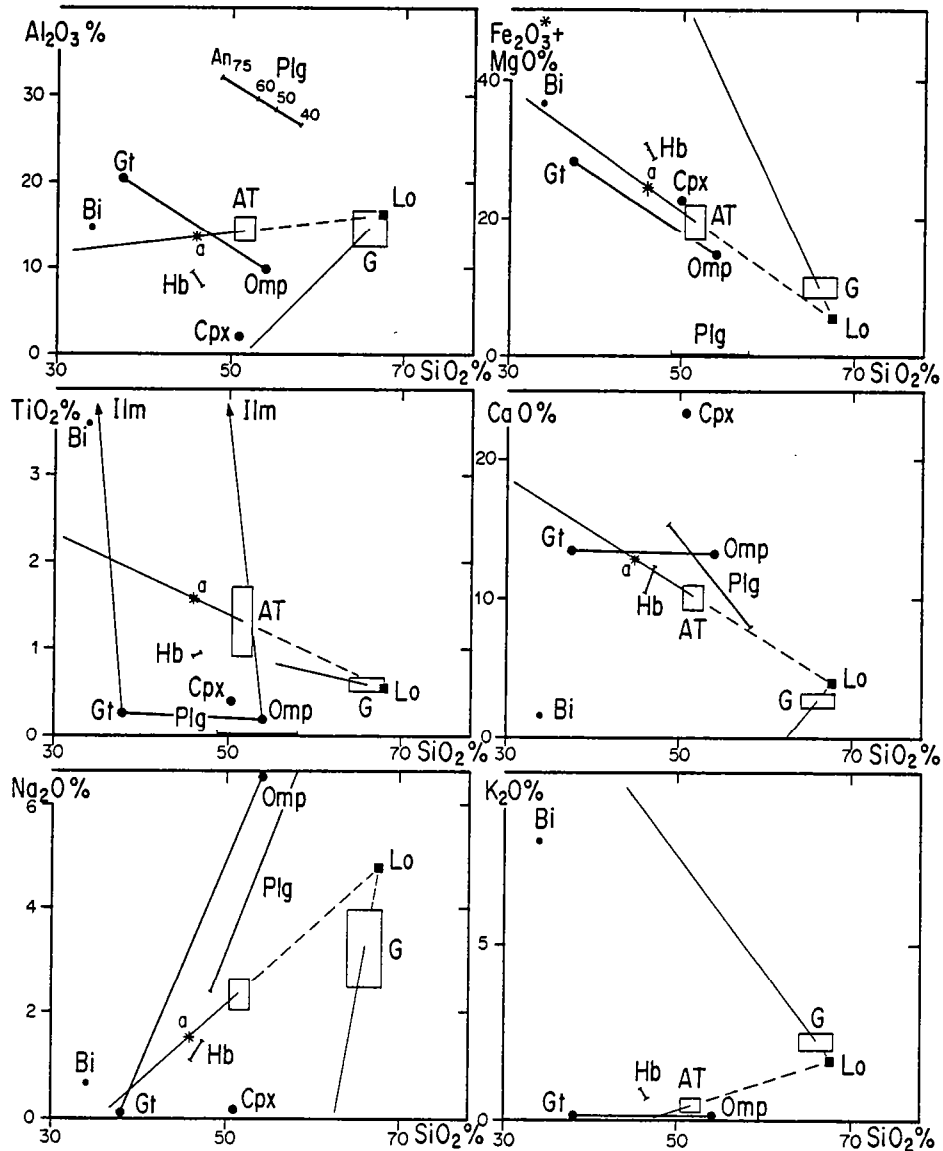 Al₂O₃ %
An₇₅
60
50
40
Plg
30
Gt
20
Bi
AT
Lo
a
10
Hb
Omp
G
Cpx
0
30 50 70 SiO₂%
Fe₂O₃*+
MgO%
40
Bi
Hb
Gt
a
Cpx
20
AT
Omp
G
Lo
Plg
0
30 50 70 SiO₂%
TiO₂%
Ilm
Ilm
Bi
3
2
a
AT
1
Hb
Cpx
Gt
Plg
Omp
G
Lo
0
30 50 70 SiO₂%
CaO%
Cpx
20
Gt
Omp
a
Plg
10
Hb
AT
Lo
G
Bi
0
30 50 70 SiO₂%
Na₂O%
6
Omp
Plg
Lo
4
G
2
a
Hb
Bi
Gt
Cpx
0
30 50 70 SiO₂%
K₂O%
Bi
5
G
Lo
Hb
AT
Gt
Omp
0
30 50 70 SiO₂%